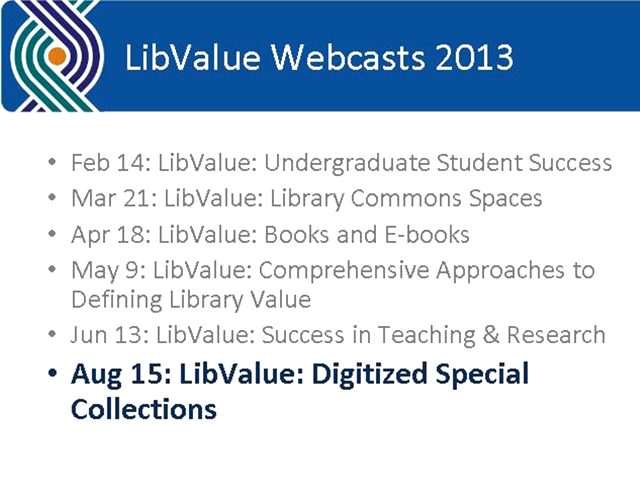 LibValue Webcasts 2013
• Feb 14: LibValue: Undergraduate Student Success
• Mar 21: LibValue: Library Commons Spaces
• Apr 18: LibValue: Books and E-books
• May 9: LibValue: Comprehensive Approaches to
Defining Library Value
• Jun 13: LibValue: Success in Teaching & Research
• Aug 15: LibValue: Digitized Special
Collections